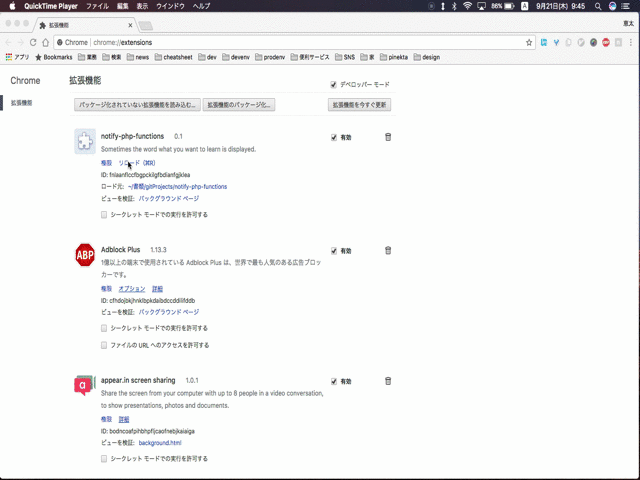 QuickTime Player ファイル 編集 表示 ウインドウ ヘルプ 86% A 9月21日(木) 9:45
拡張機能 恵太
Chrome | chrome://extensions
アプリ Bookmarks 業務 検索 news cheatsheet dev devenv prodenv 便利サービス SNS 家 pinekta design
Chrome 拡張機能 デベロッパー モード
拡張機能 パッケージ化されていない拡張機能を読み込む... 拡張機能のパッケージ化... 拡張機能を今すぐ更新
notify-php-functions 0.1 有効
Sometimes the word what you want to learn is displayed.
権限 リロード (⌘R)
ID: fnlaanflccfbgpckilgfbdianfgjklea
ロード元: ~/書類/gitProjects/notify-php-functions
ビューを検証: バックグラウンド ページ
シークレット モードでの実行を許可する
ABP Adblock Plus 1.13.3 有効
1億以上の端末で使用されている Adblock Plus は、世界で最も人気のある広告ブロッ
カーです。
権限 オプション 詳細
ID: cfhdojbkjhnklbpkdaibdccddilifddb
ビューを検証: バックグラウンド ページ
シークレット モードでの実行を許可する
ファイルの URL へのアクセスを許可する
a appear.in screen sharing 1.0.1 有効
Share the screen from your computer with up to 8 people in a video conversation,
to show presentations, photos and documents.
権限 詳細
ID: bodncoafpihbhpfljcaofnebjkaiaiga
ビューを検証: background.html
シークレット モードでの実行を許可する